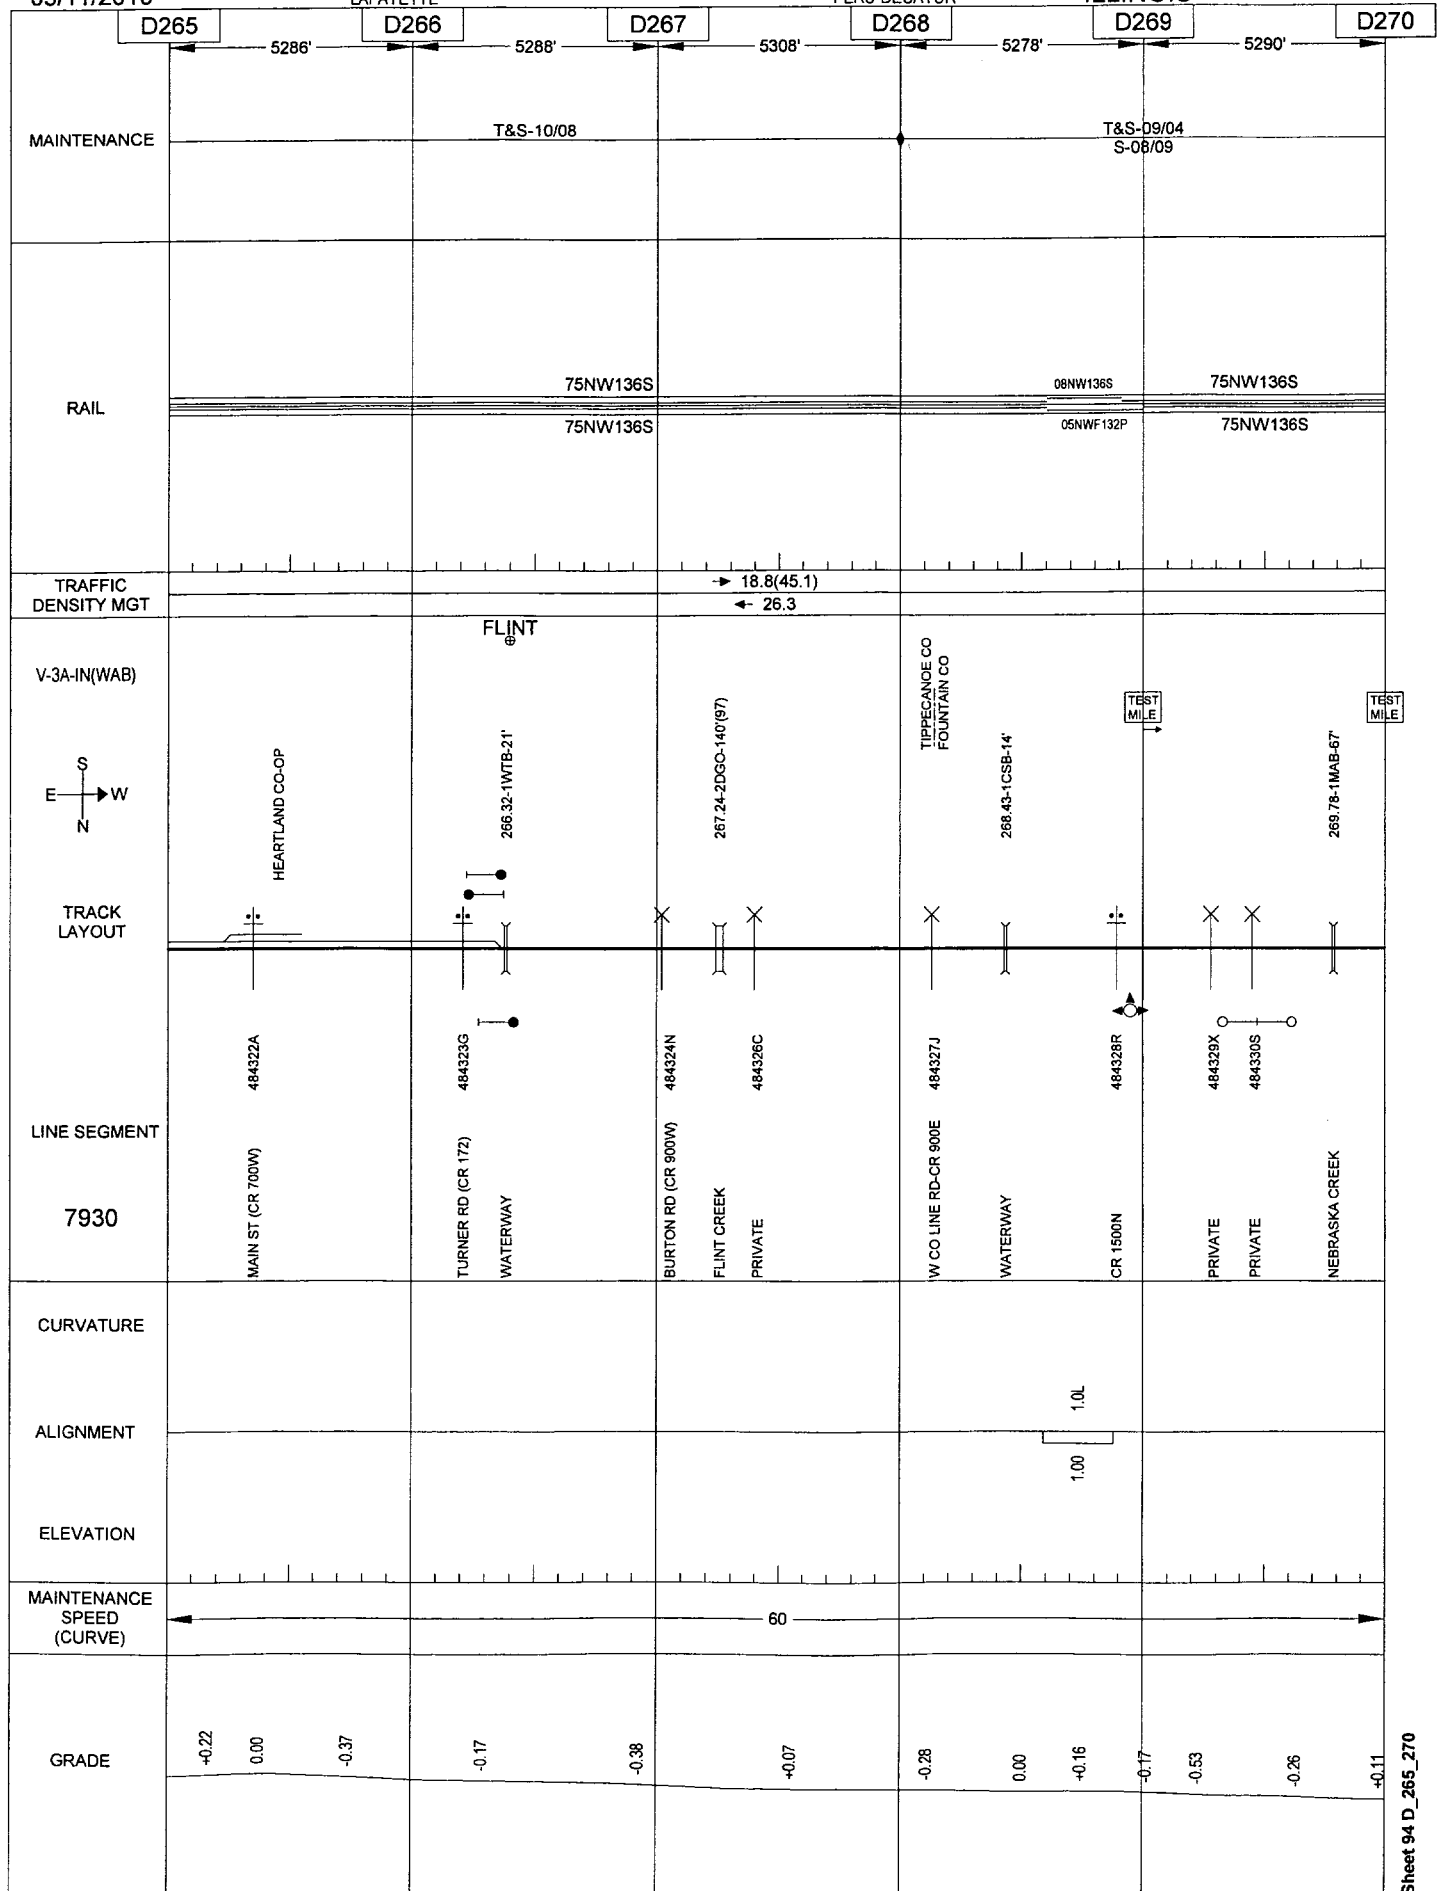 LAFAYETTE
D265 D266 D267 D268 D269 D270
5286' 5288' 5308' 5278' 5290'
MAINTENANCE
T&S-10/08
T&S-09/04
S-08/09
RAIL
75NW136S 08NW136S 75NW136S
75NW136S 05NWF132P 75NW136S
TRAFFIC
DENSITY MGT
18.8(45.1)
26.3
V-3A-IN(WAB)
FLINT
TIPPECANOE CO
FOUNTAIN CO
TEST
MILE
TEST
MILE
S
E W
N
HEARTLAND CO-OP
266.32-1WTB-21'
267.24-2DGO-140'(97)
268.43-1CSB-14'
269.78-1MAB-67'
TRACK
LAYOUT
484322A
484323G
484324N
484326C
484327J
484328R
484329X
484330S
LINE SEGMENT
7930
MAIN ST (CR 700W)
TURNER RD (CR 172)
WATERWAY
BURTON RD (CR 900W)
FLINT CREEK
PRIVATE
W CO LINE RD-CR 900E
WATERWAY
CR 1500N
PRIVATE
PRIVATE
NEBRASKA CREEK
CURVATURE
ALIGNMENT
1.0L
1.00
ELEVATION
MAINTENANCE
SPEED
(CURVE)
60
GRADE
+0.22
0.00
-0.37
-0.17
-0.38
+0.07
-0.28
0.00
+0.16
-0.17
-0.53
-0.26
+0.11
Sheet 94 D_265_270